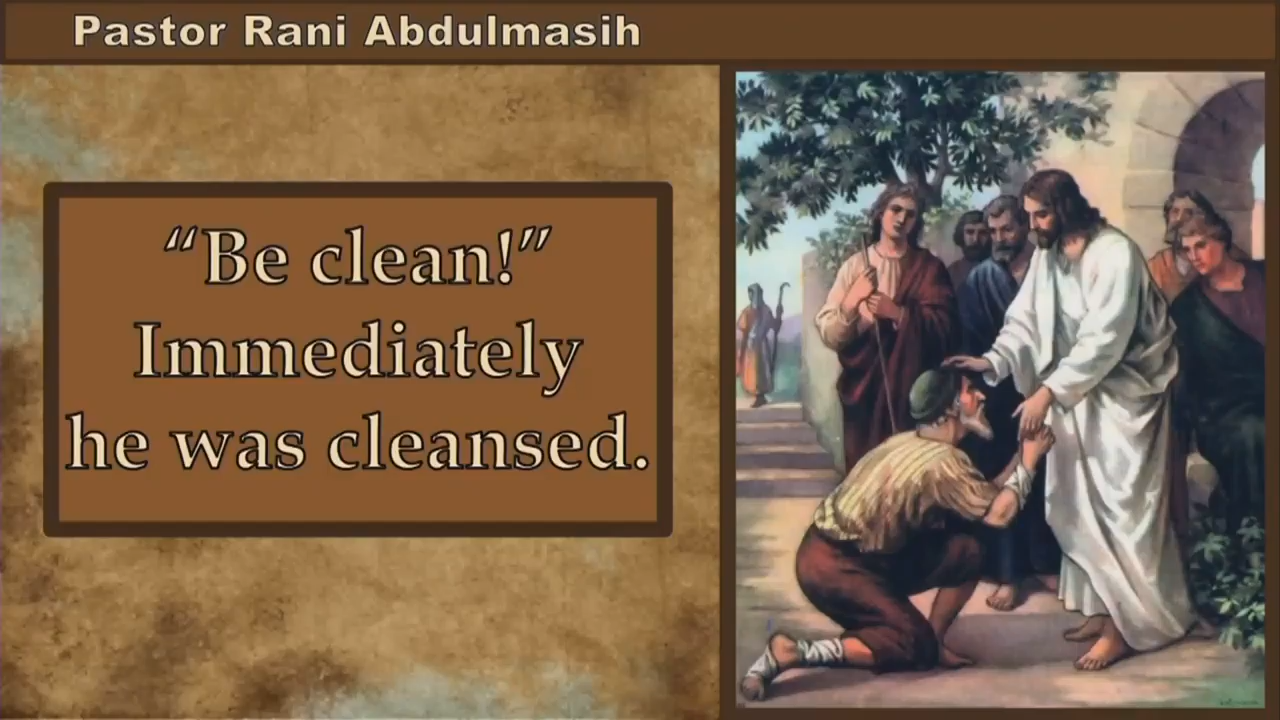 Pastor Rani Abdulmasih
“Be clean!”
Immediately
he was cleansed.